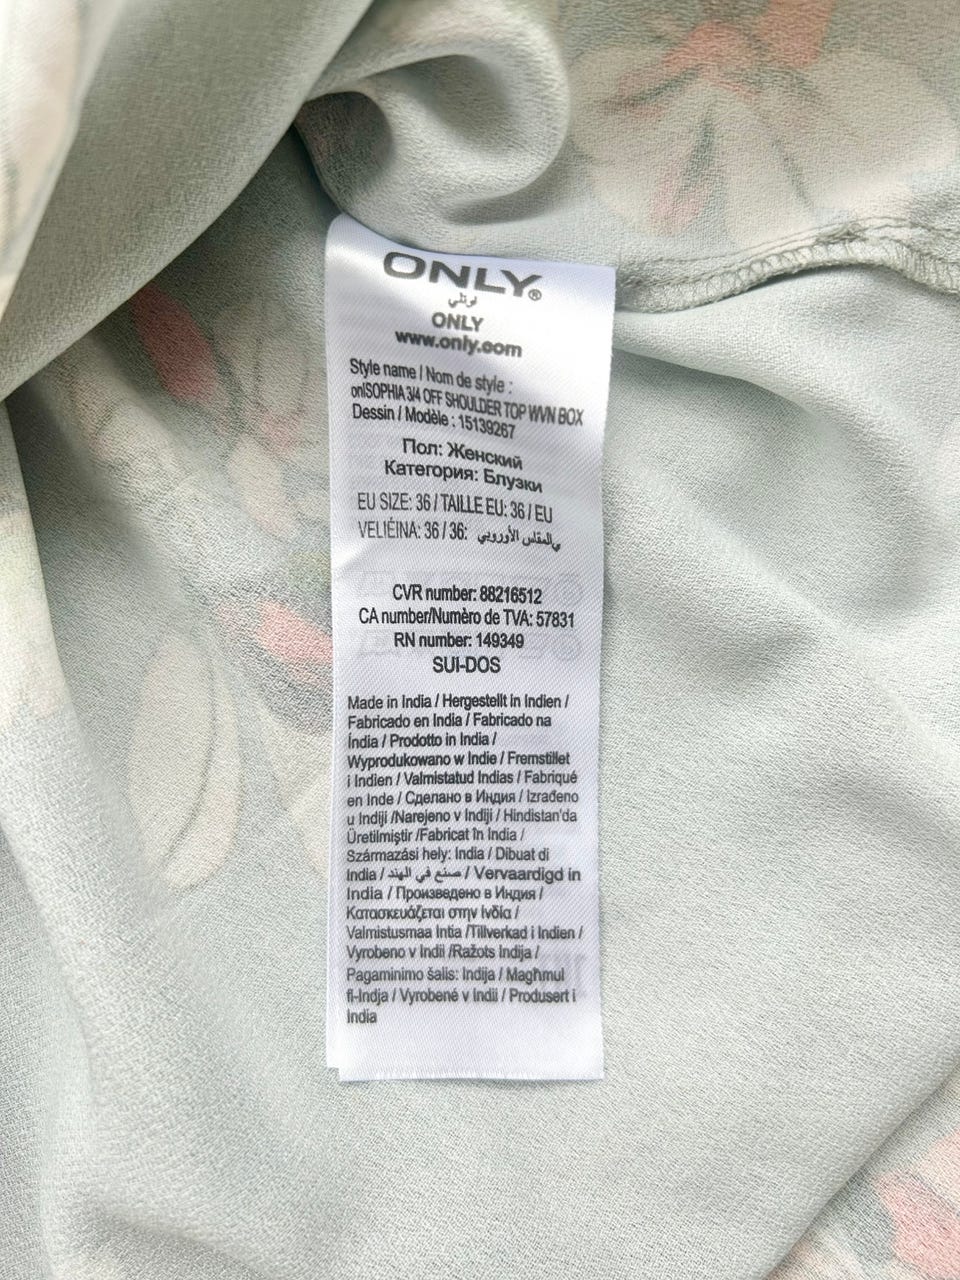 ONLY®
اونلي
ONLY
www.only.com
Style name / Nom de style :
onlSOPHIA 3/4 OFF SHOULDER TOP WVN BOX
Dessin / Modèle : 15139267
Пол: Женский
Категория: Блузки
EU SIZE: 36 / TAILLE EU: 36 / EU
VELIĖINA: 36 / 36: المقاس الأوروبي
CVR number: 88216512
CA number/Numèro de TVA: 57831
RN number: 149349
SUI-DOS
Made in India / Hergestellt in Indien /
Fabricado en India / Fabricado na
Índia / Prodotto in India /
Wyprodukowano w Indie / Fremstillet
i Indien / Valmistatud Indias / Fabriqué
en Inde / Сделано в Индия / Izrađeno
u Indiji /Narejeno v Indiji / Hindistan'da
Üretilmiştir /Fabricat în India /
Származási hely: India / Dibuat di
India / صنع في الهند / Vervaardigd in
India / Произведено в Индия /
Κατασκευάζεται στην Ινδία /
Valmistusmaa Intia /Tillverkad i Indien /
Vyrobeno v Indii /Ražots Indija /
Pagaminimo šalis: Indija / Magħmul
fl-Indja / Vyrobené v Indii / Produsert i
India